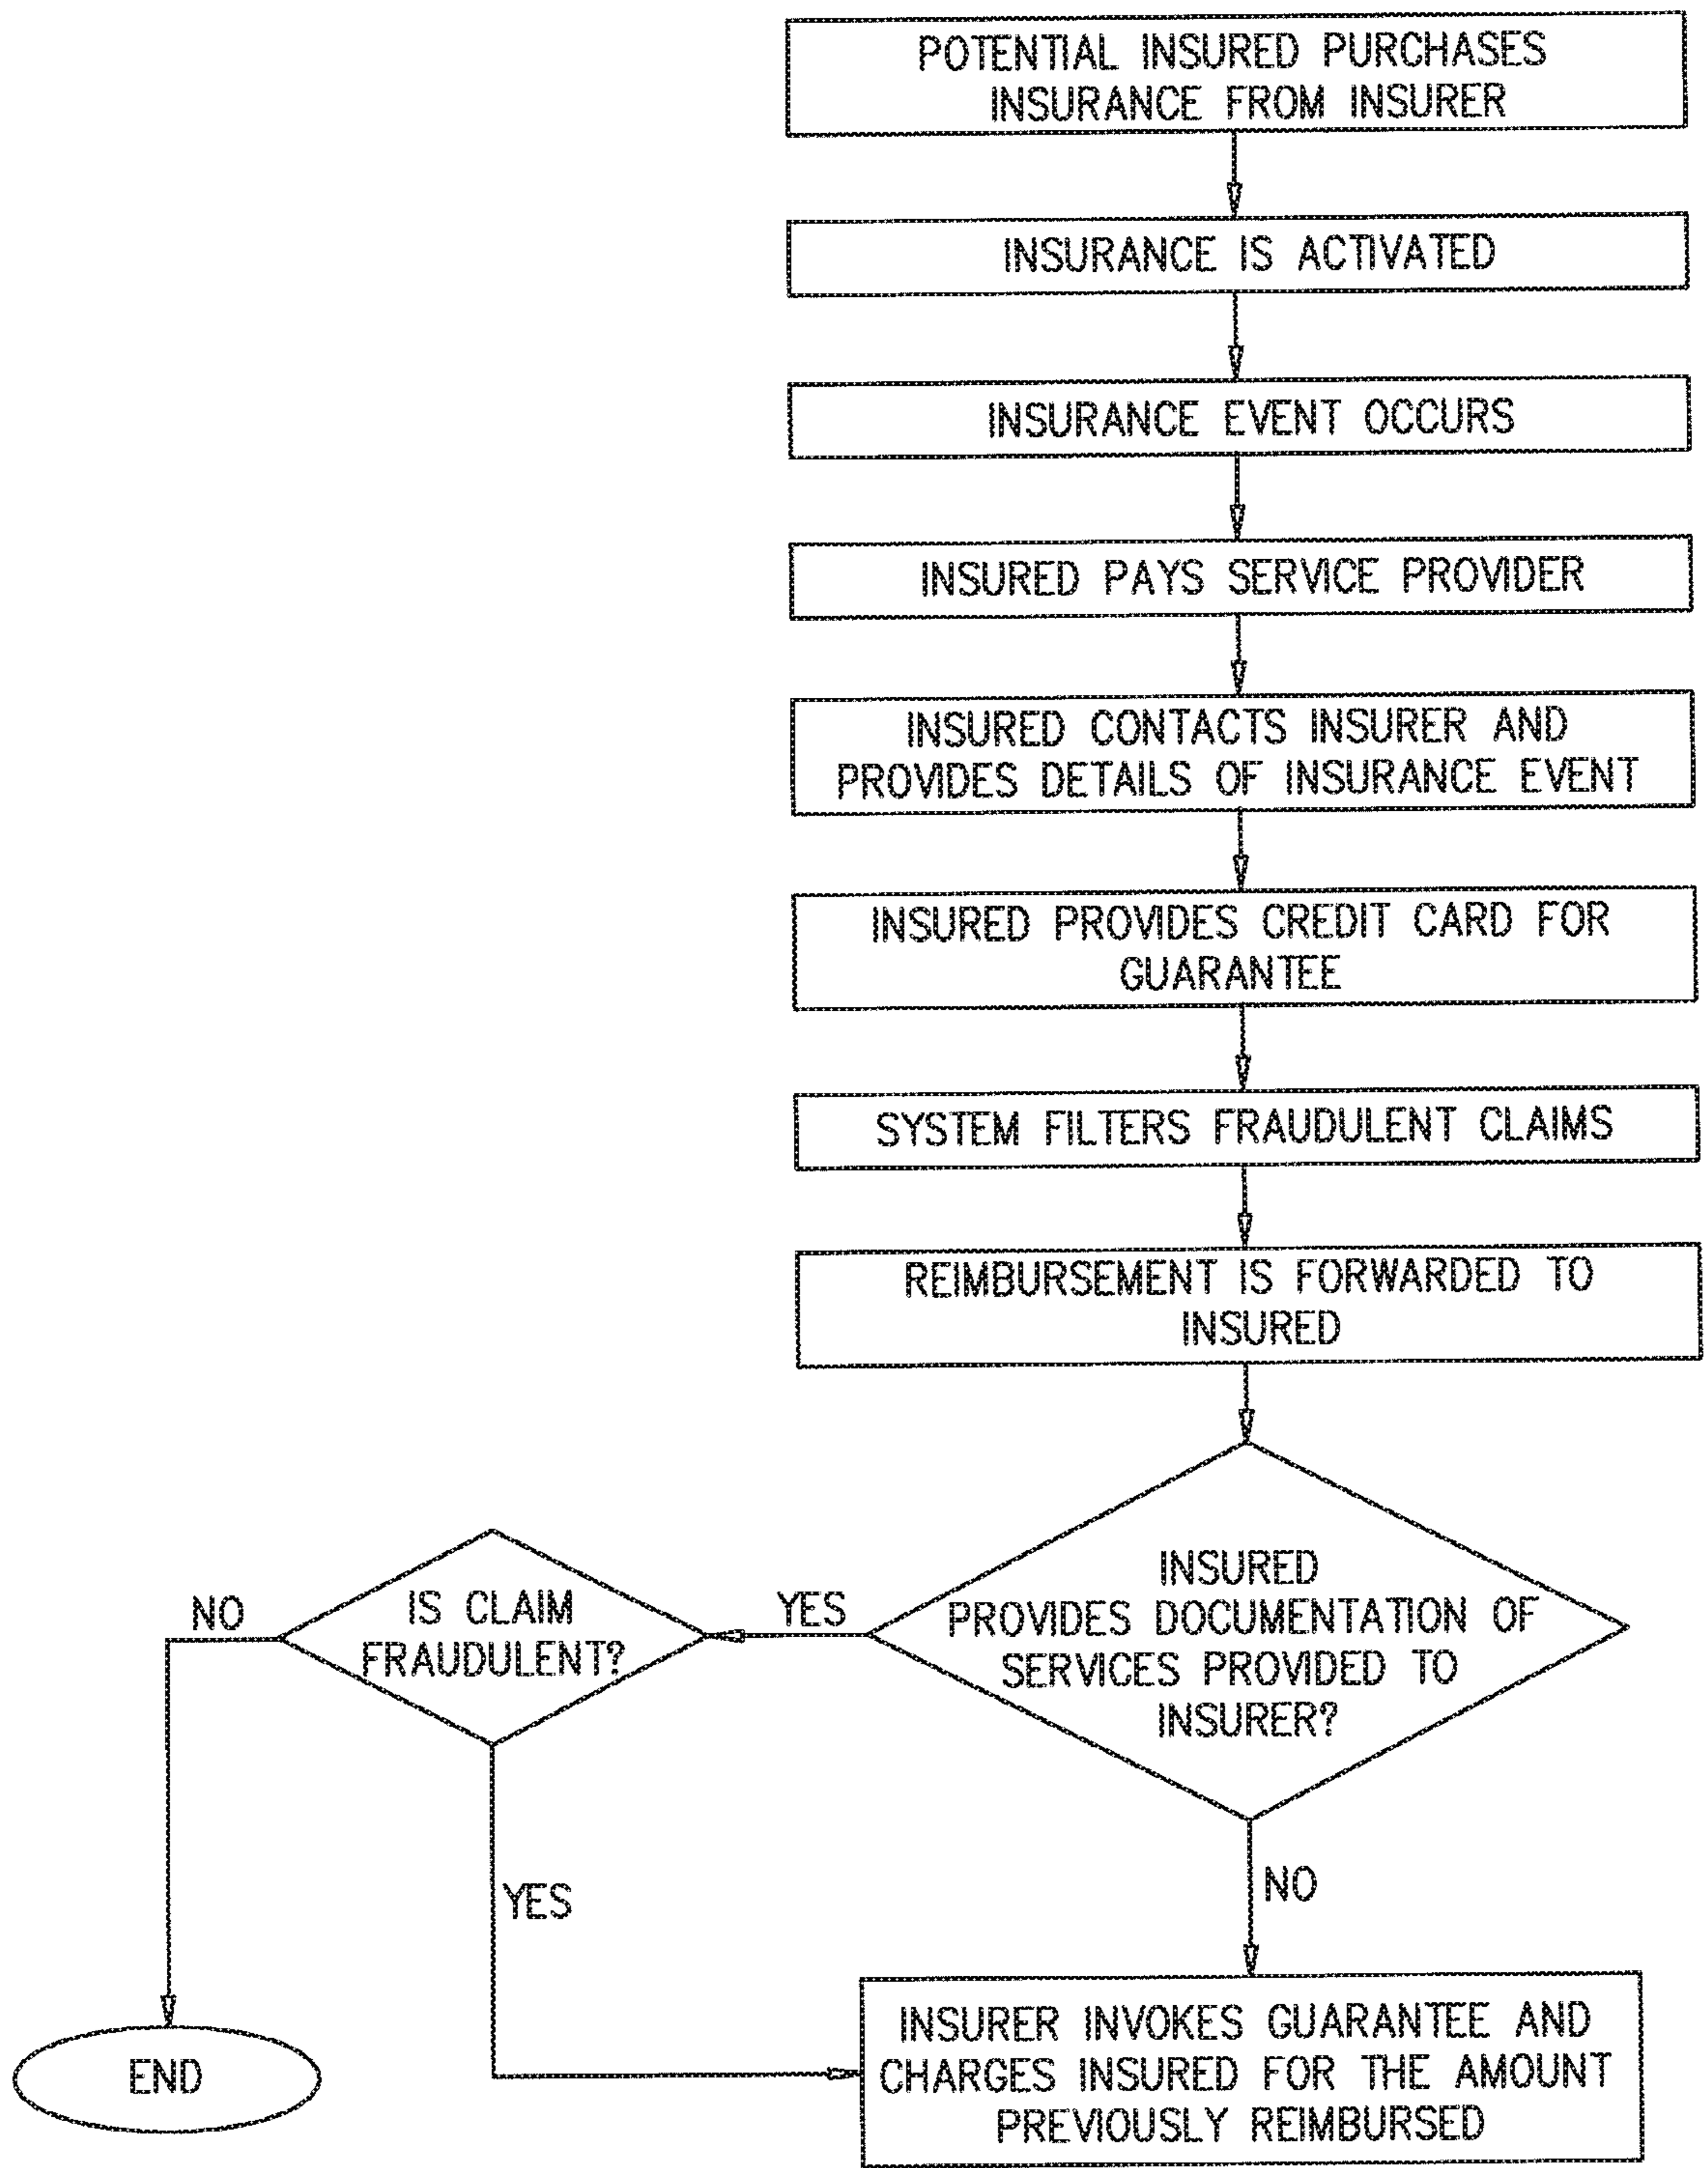 POTENTIAL INSURED PURCHASES
INSURANCE FROM INSURER
INSURANCE IS ACTIVATED
INSURANCE EVENT OCCURS
INSURED PAYS SERVICE PROVIDER
INSURED CONTACTS INSURER AND
PROVIDES DETAILS OF INSURANCE EVENT
INSURED PROVIDES CREDIT CARD FOR
GUARANTEE
SYSTEM FILTERS FRAUDULENT CLAIMS
REIMBURSEMENT IS FORWARDED TO
INSURED
INSURED
PROVIDES DOCUMENTATION OF
SERVICES PROVIDED TO
INSURER?
YES
IS CLAIM
FRAUDULENT?
NO
YES
NO
END
INSURER INVOKES GUARANTEE AND
CHARGES INSURED FOR THE AMOUNT
PREVIOUSLY REIMBURSED